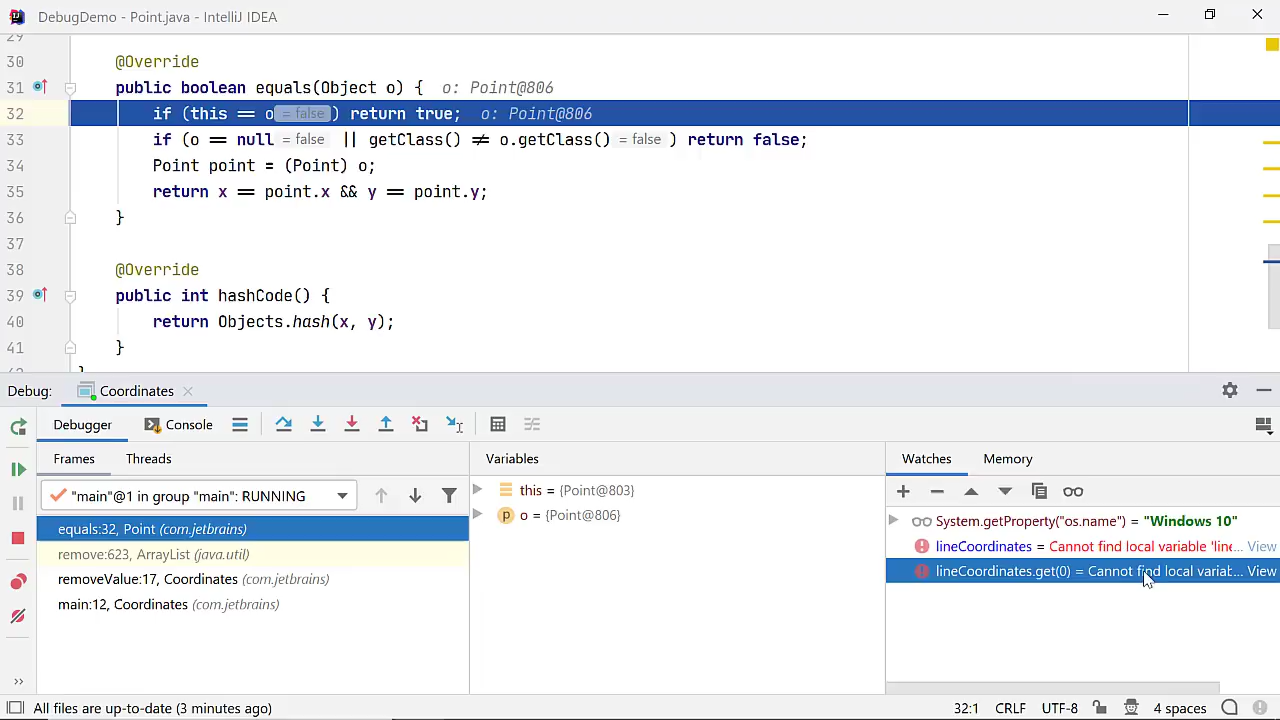 DebugDemo - Point.java - IntelliJ IDEA
29
30 @Override
31 public boolean equals(Object o) { o: Point@806
32 if (this == o = false ) return true; o: Point@806
33 if (o == null = false || getClass() ≠ o.getClass() = false ) return false;
34 Point point = (Point) o;
35 return x == point.x && y == point.y;
36 }
37
38 @Override
39 public int hashCode() {
40 return Objects.hash(x, y);
41 }
Debug: Coordinates
Debugger Console
Frames Threads Variables Watches Memory
"main"@1 in group "main": RUNNING
equals:32, Point (com.jetbrains)
remove:623, ArrayList (java.util)
removeValue:17, Coordinates (com.jetbrains)
main:12, Coordinates (com.jetbrains)
this = {Point@803}
p o = {Point@806}
System.getProperty("os.name") = "Windows 10"
lineCoordinates = Cannot find local variable 'line... View
lineCoordinates.get(0) = Cannot find local variat... View
All files are up-to-date (3 minutes ago) 32:1 CRLF UTF-8 4 spaces